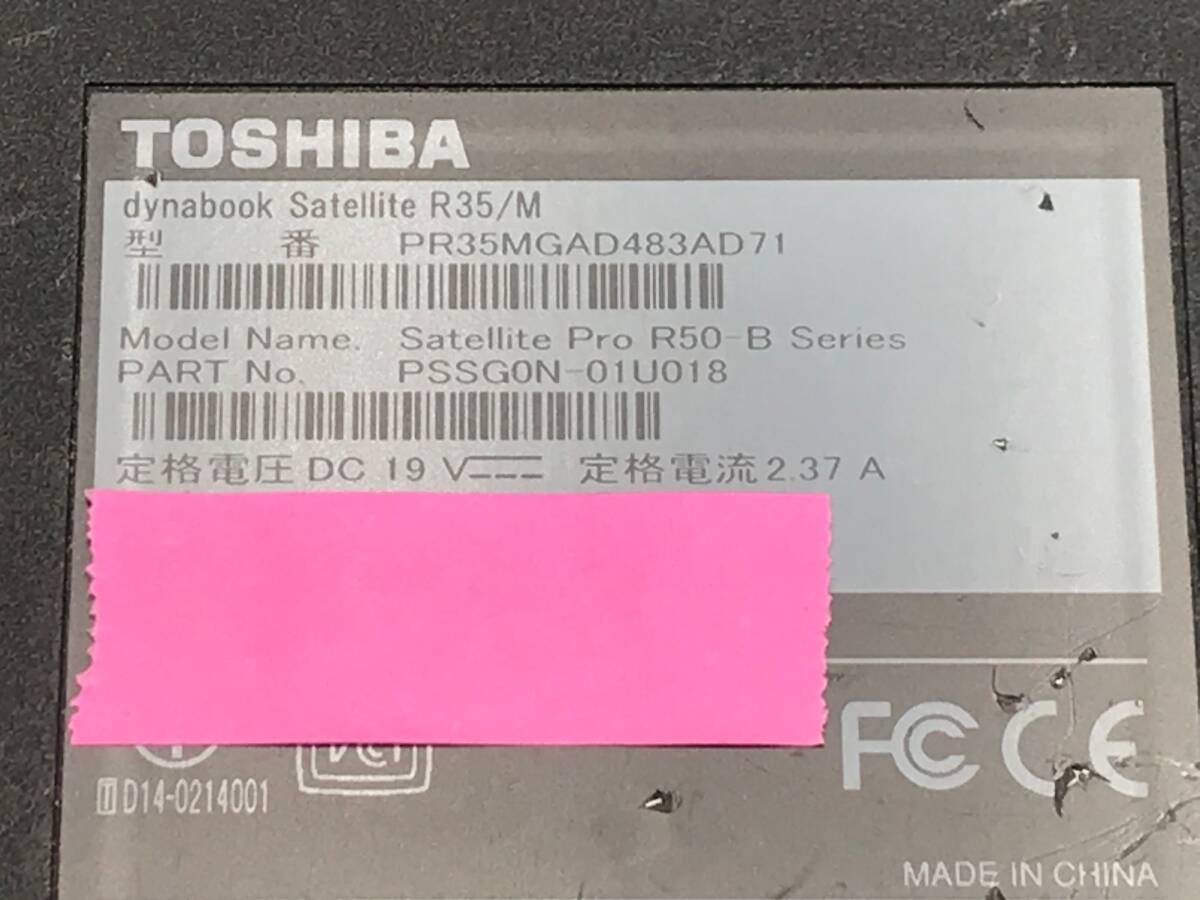 TOSHIBA
dynabook Satellite R35/M
型 番 PR35MGAD483AD71
Model Name. Satellite Pro R50-B Series
PART No. PSSG0N-01U018
定格電圧 DC 19 V 定格電流 2.37 A
FC CE
T D14-0214001
MADE IN CHINA